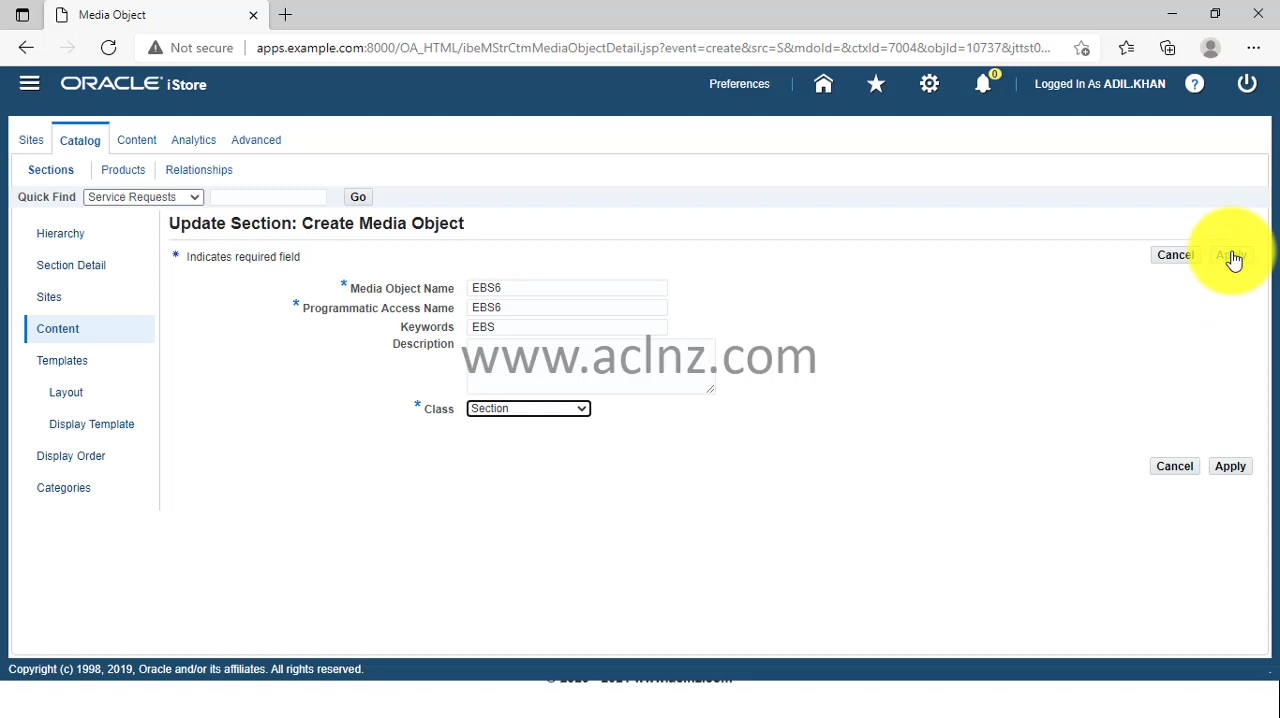 Media Object
Not secure
apps.example.com:8000/OA_HTML/ibeMStrCtmMediaObjectDetail.jsp?event=create&src=S&mdoId=&ctxId=7004&objId=10737&jttst0...
ORACLE iStore
Preferences
0
Logged In As ADIL.KHAN
?
Sites Catalog Content Analytics Advanced
Sections Products Relationships
Quick Find Service Requests Go
Hierarchy
Section Detail
Sites
Content
Templates
Layout
Display Template
Display Order
Categories
Update Section: Create Media Object
* Indicates required field
Cancel Apply
* Media Object Name EBS6
* Programmatic Access Name EBS6
Keywords EBS
Description
www.aclnz.com
* Class Section
Cancel Apply
Copyright (c) 1998, 2019, Oracle and/or its affiliates. All rights reserved.